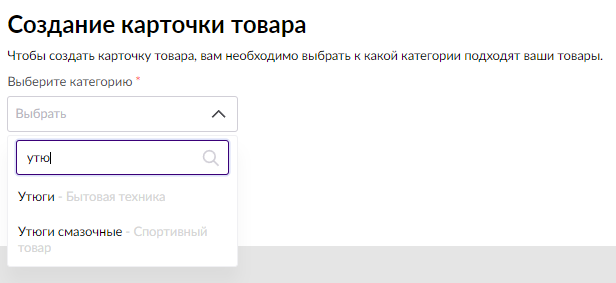 Создание карточки товара
Чтобы создать карточку товара, вам необходимо выбрать к какой категории подходят ваши товары.
Выберите категорию *
Выбрать
утю
Утюги - Бытовая техника
Утюги смазочные - Спортивный
товар